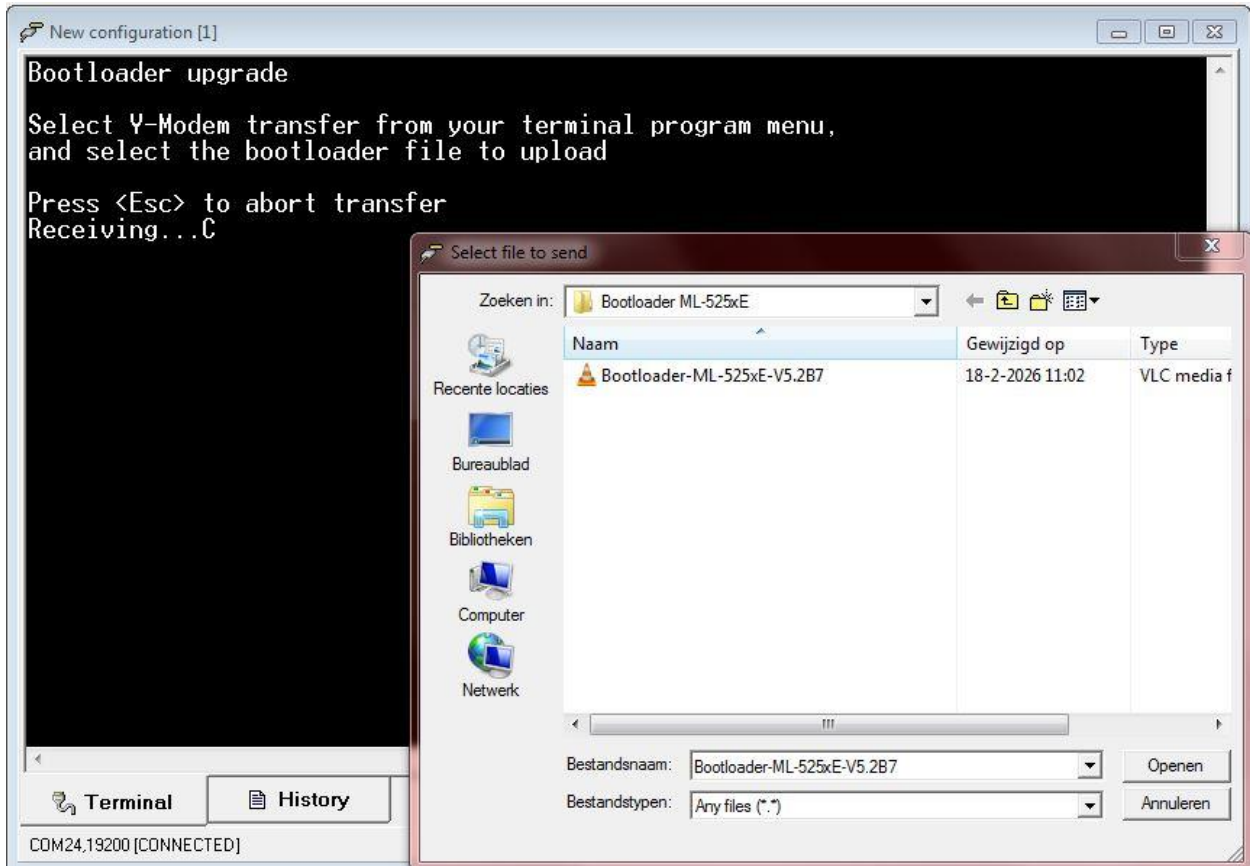 New configuration [1]
Bootloader upgrade
Select Y-Modem transfer from your terminal program menu,
and select the bootloader file to upload
Press <Esc> to abort transfer
Receiving...C
Select file to send
Zoeken in: Bootloader ML-525xE
Naam Gewijzigd op Type
Bootloader-ML-525xE-V5.2B7 18-2-2026 11:02 VLC media f
Recente locaties
Bureaublad
Bibliotheken
Computer
Netwerk
Bestandsnaam: Bootloader-ML-525xE-V5.2B7 Openen
Bestandstypen: Any files (*.*) Annuleren
Terminal History
COM24,19200 [CONNECTED]